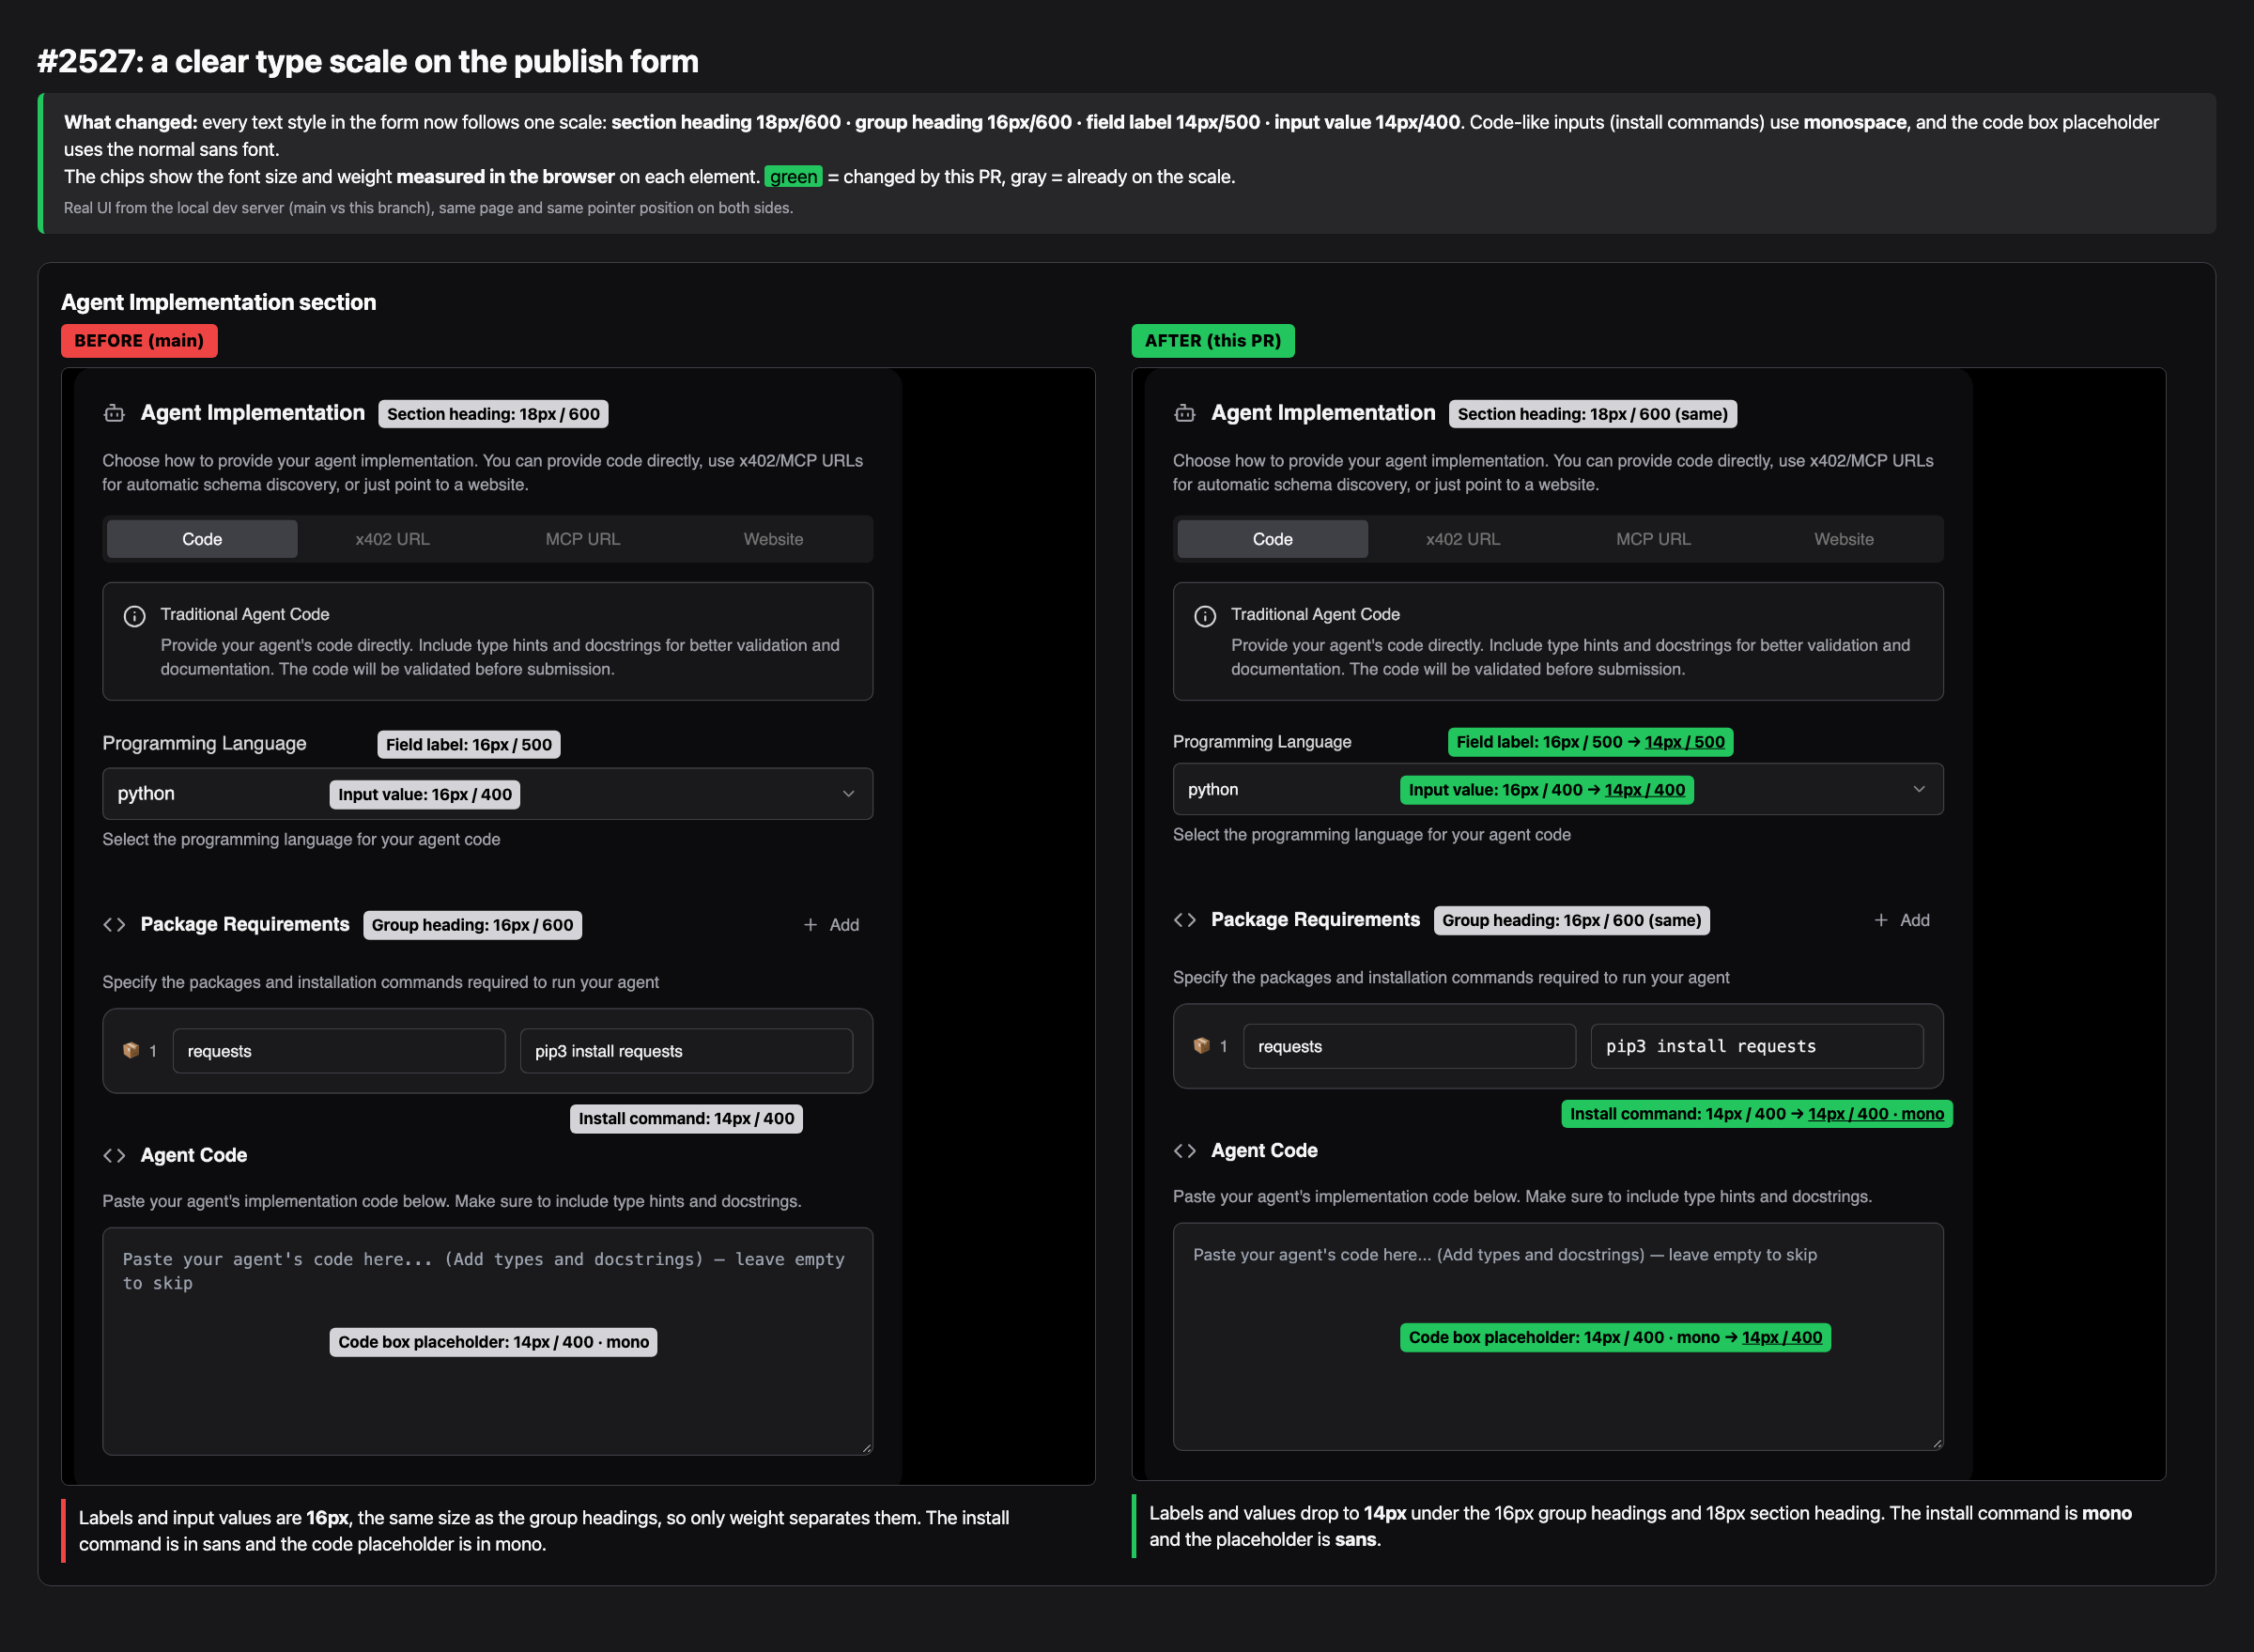 #2527: a clear type scale on the publish form
What changed: every text style in the form now follows one scale: section heading 18px/600 · group heading 16px/600 · field label 14px/500 · input value 14px/400. Code-like inputs (install commands) use monospace, and the code box placeholder
uses the normal sans font.
The chips show the font size and weight measured in the browser on each element. green = changed by this PR, gray = already on the scale.
Real UI from the local dev server (main vs this branch), same page and same pointer position on both sides.
Agent Implementation section
BEFORE (main)
Agent Implementation Section heading: 18px / 600
Choose how to provide your agent implementation. You can provide code directly, use x402/MCP URLs
for automatic schema discovery, or just point to a website.
Code x402 URL MCP URL Website
Traditional Agent Code
Provide your agent's code directly. Include type hints and docstrings for better validation and
documentation. The code will be validated before submission.
Programming Language Field label: 16px / 500
python Input value: 16px / 400
Select the programming language for your agent code
Package Requirements Group heading: 16px / 600 + Add
Specify the packages and installation commands required to run your agent
1 requests pip3 install requests
Install command: 14px / 400
Agent Code
Paste your agent's implementation code below. Make sure to include type hints and docstrings.
Paste your agent's code here... (Add types and docstrings) — leave empty
to skip
Code box placeholder: 14px / 400 · mono
Labels and input values are 16px, the same size as the group headings, so only weight separates them. The install
command is in sans and the code placeholder is in mono.
AFTER (this PR)
Agent Implementation Section heading: 18px / 600 (same)
Choose how to provide your agent implementation. You can provide code directly, use x402/MCP URLs
for automatic schema discovery, or just point to a website.
Code x402 URL MCP URL Website
Traditional Agent Code
Provide your agent's code directly. Include type hints and docstrings for better validation and
documentation. The code will be validated before submission.
Programming Language Field label: 16px / 500 → 14px / 500
python Input value: 16px / 400 → 14px / 400
Select the programming language for your agent code
Package Requirements Group heading: 16px / 600 (same) + Add
Specify the packages and installation commands required to run your agent
1 requests pip3 install requests
Install command: 14px / 400 → 14px / 400 · mono
Agent Code
Paste your agent's implementation code below. Make sure to include type hints and docstrings.
Paste your agent's code here... (Add types and docstrings) — leave empty to skip
Code box placeholder: 14px / 400 · mono → 14px / 400
Labels and values drop to 14px under the 16px group headings and 18px section heading. The install command is mono
and the placeholder is sans.